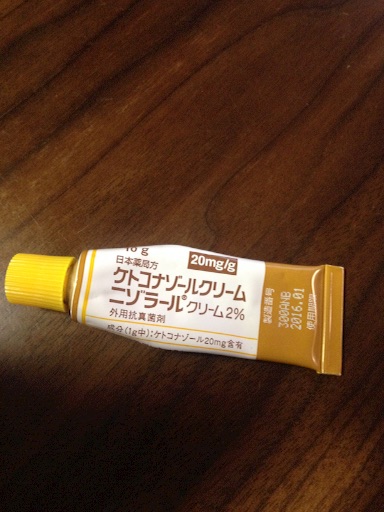 10g
日本薬局方
20mg/g
ケトコナゾールクリーム
ニゾラール®クリーム2%
外用抗真菌剤
成分(1g中):ケトコナゾール20mg含有
製造番号
300ANB
2016.01
使用期限